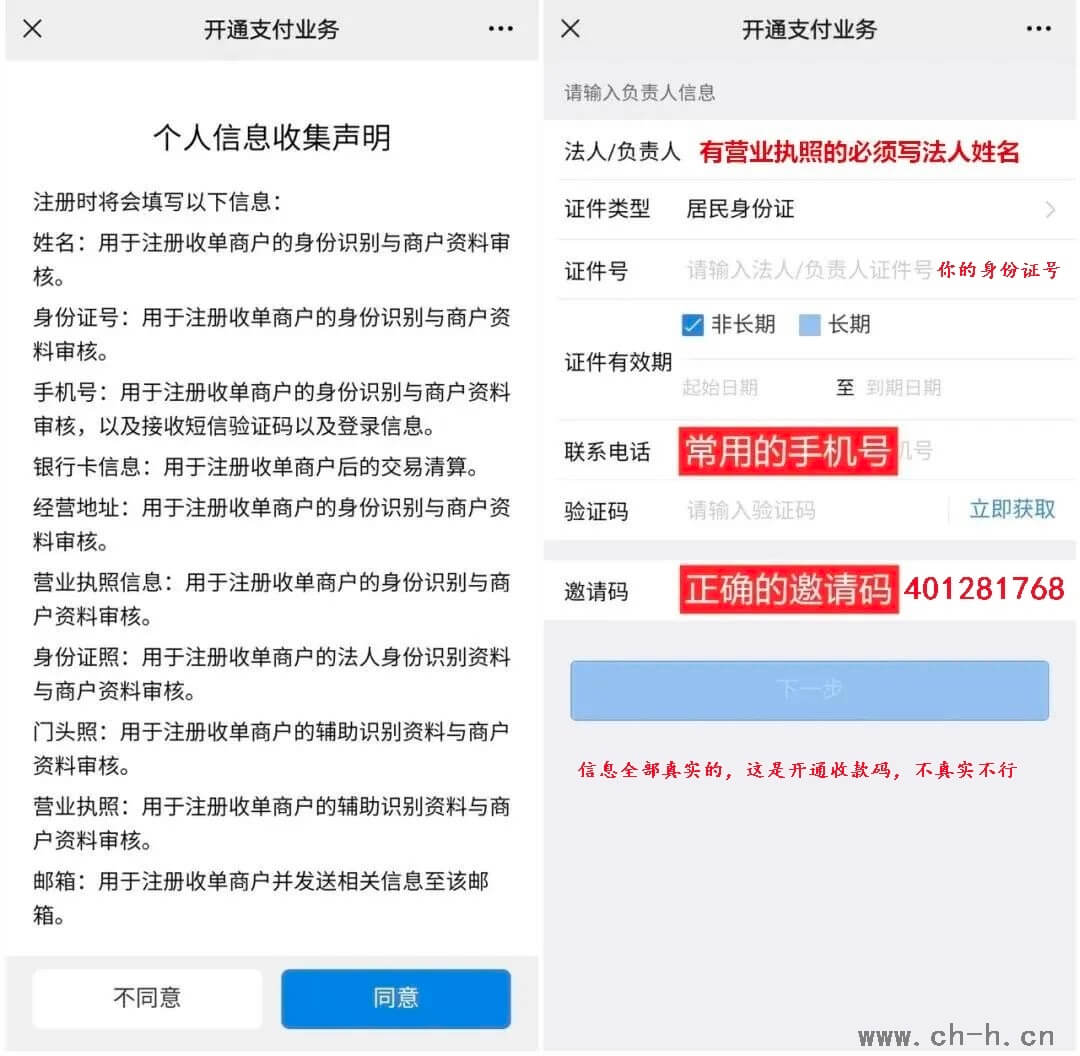 开通支付业务
个人信息收集声明
注册时将会填写以下信息：
姓名：用于注册收单商户的身份识别与商户资料审
核。
身份证号：用于注册收单商户的身份识别与商户资
料审核。
手机号：用于注册收单商户的身份识别与商户资料
审核，以及接收短信验证码以及登录信息。
银行卡信息：用于注册收单商户后的交易清算。
经营地址：用于注册收单商户的身份识别与商户资
料审核。
营业执照信息：用于注册收单商户的身份识别与商
户资料审核。
身份证照：用于注册收单商户的法人身份识别资料
与商户资料审核。
门头照：用于注册收单商户的辅助识别资料与商户
资料审核。
营业执照：用于注册收单商户的辅助识别资料与商
户资料审核。
邮箱：用于注册收单商户并发送相关信息至该邮
箱。
不同意 同意
开通支付业务
请输入负责人信息
法人/负责人 有营业执照的必须写法人姓名
证件类型 居民身份证
证件号 请输入法人/负责人证件号 你的身份证号
非长期 长期
证件有效期
起始日期 至 到期日期
联系电话 常用的手机号 机号
验证码 请输入验证码 立即获取
邀请码 正确的邀请码 401281768
下一步
信息全部真实的，这是开通收款码，不真实不行
www.ch-h.cn